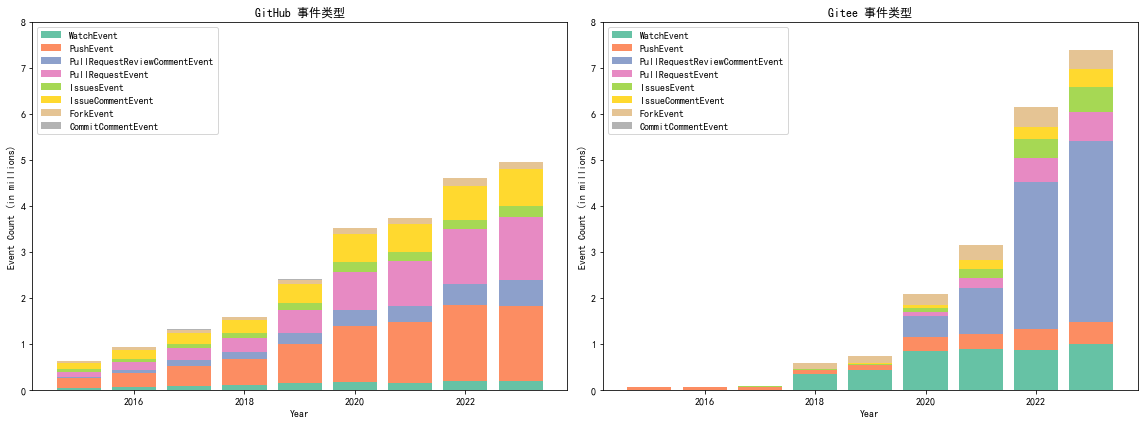 GitHub 事件类型
WatchEvent
PushEvent
PullRequestReviewCommentEvent
PullRequestEvent
IssuesEvent
IssueCommentEvent
ForkEvent
CommitCommentEvent
Event Count (in millions)
8
7
6
5
4
3
2
1
0
2016
2018
2020
2022
Year
Gitee 事件类型
WatchEvent
PushEvent
PullRequestReviewCommentEvent
PullRequestEvent
IssuesEvent
IssueCommentEvent
ForkEvent
CommitCommentEvent
Event Count (in millions)
8
7
6
5
4
3
2
1
0
2016
2018
2020
2022
Year